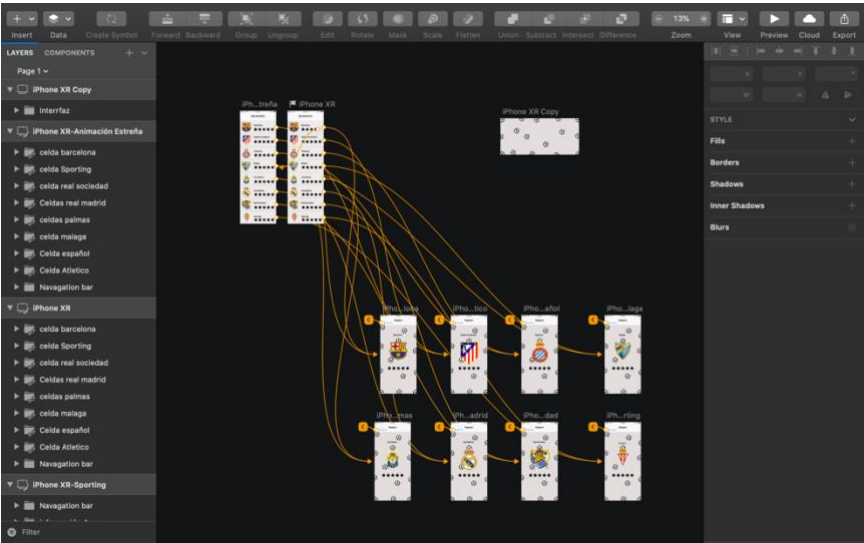 13%
Insert Data Create Symbol Forward Backward Group Ungroup Edit Rotate Mask Scale Flatten Union Subtract Intersect Difference Zoom View Preview Cloud Export
LAYERS COMPONENTS
Page 1
iPhone XR Copy
Interrfaz
iPhone XR-Animación Estreña
celda barcelona
celda Sporting
celda real sociedad
Celdas real madrid
celdas palmas
celda malaga
Celda español
Celda Atletico
Navagation bar
iPhone XR
celda barcelona
celda Sporting
celda real sociedad
Celdas real madrid
celdas palmas
celda malaga
Celda español
Celda Atletico
Navagation bar
iPhone XR-Sporting
Navagation bar
Filter
iPh...treña iPhone XR
iPhone XR Copy
iPho...tico iPho...añol iPho...laga
iPho...mas iPh...adrid iPho...dad iPh...rting
X Y °
W H
STYLE
Fills
Borders
Shadows
Inner Shadows
Blurs